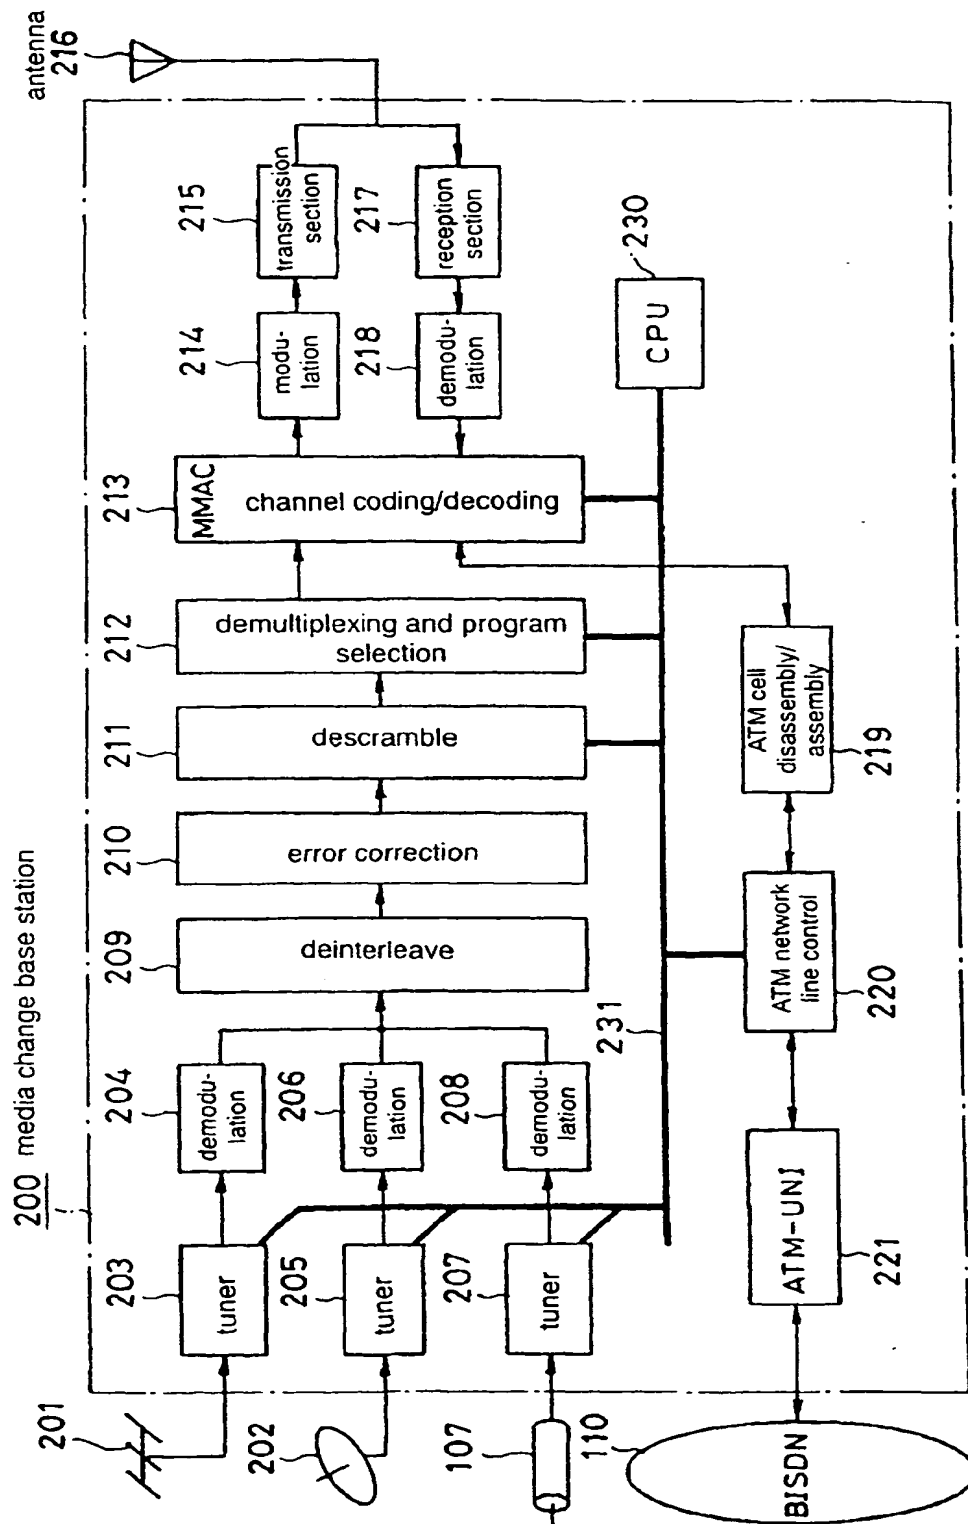 200 media change base station
antenna
216
201
202
107
110
BISDN
203
tuner
205
tuner
207
tuner
204
demodu-
lation
206
demodu-
lation
208
demodu-
lation
209
deinterleave
210
error correction
211
descramble
212
demultiplexing and program
selection
213
MMAC
channel coding/decoding
214
modu-
lation
215
transmission
section
217
reception
section
218
demodu-
lation
230
CPU
231
ATM-UNI
221
ATM network
line control
220
ATM cell
disassembly/
assembly
219